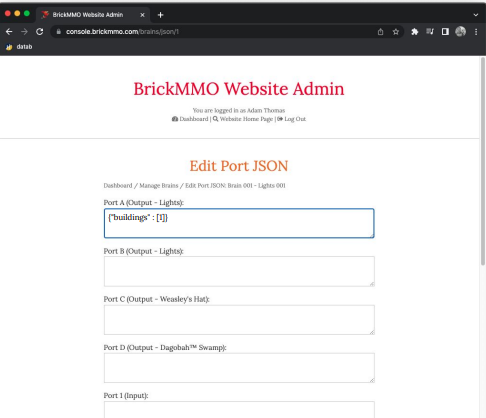 BrickMMO Website Admin
console.brickmmo.com/brains/json/1
datab
BrickMMO Website Admin
You are logged in as Adam Thomas
Dashboard | Website Home Page | Log Out
Edit Port JSON
Dashboard / Manage Brains / Edit Port JSON: Brain 001 - Lights 001
Port A (Output - Lights):
{"buildings" : [1]}
Port B (Output - Lights):
Port C (Output - Weasley's Hat):
Port D (Output - Dagobah™ Swamp):
Port 1 (Input):